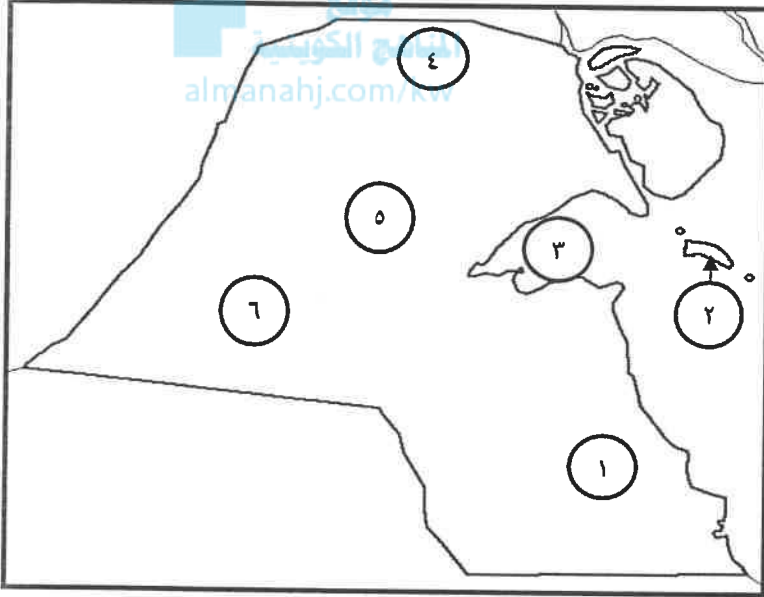 موقع
المناهج الكويتية
almanahj.com/kw
٤
٥
٣
٦
٢
١